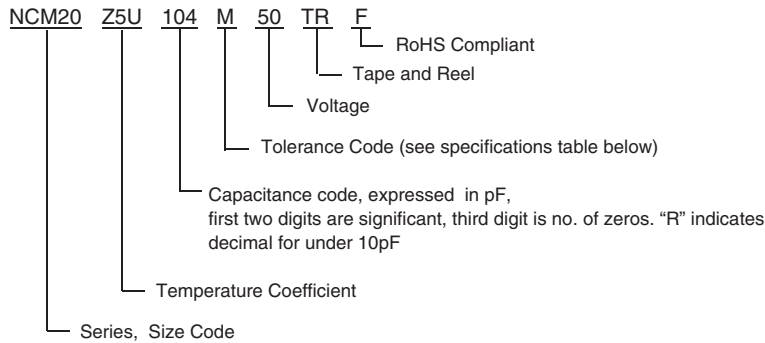 NCM20 Z5U 104 M 50 TR F
RoHS Compliant
Tape and Reel
Voltage
Tolerance Code (see specifications table below)
Capacitance code, expressed in pF,
first two digits are significant, third digit is no. of zeros. “R” indicates
decimal for under 10pF
Temperature Coefficient
Series, Size Code